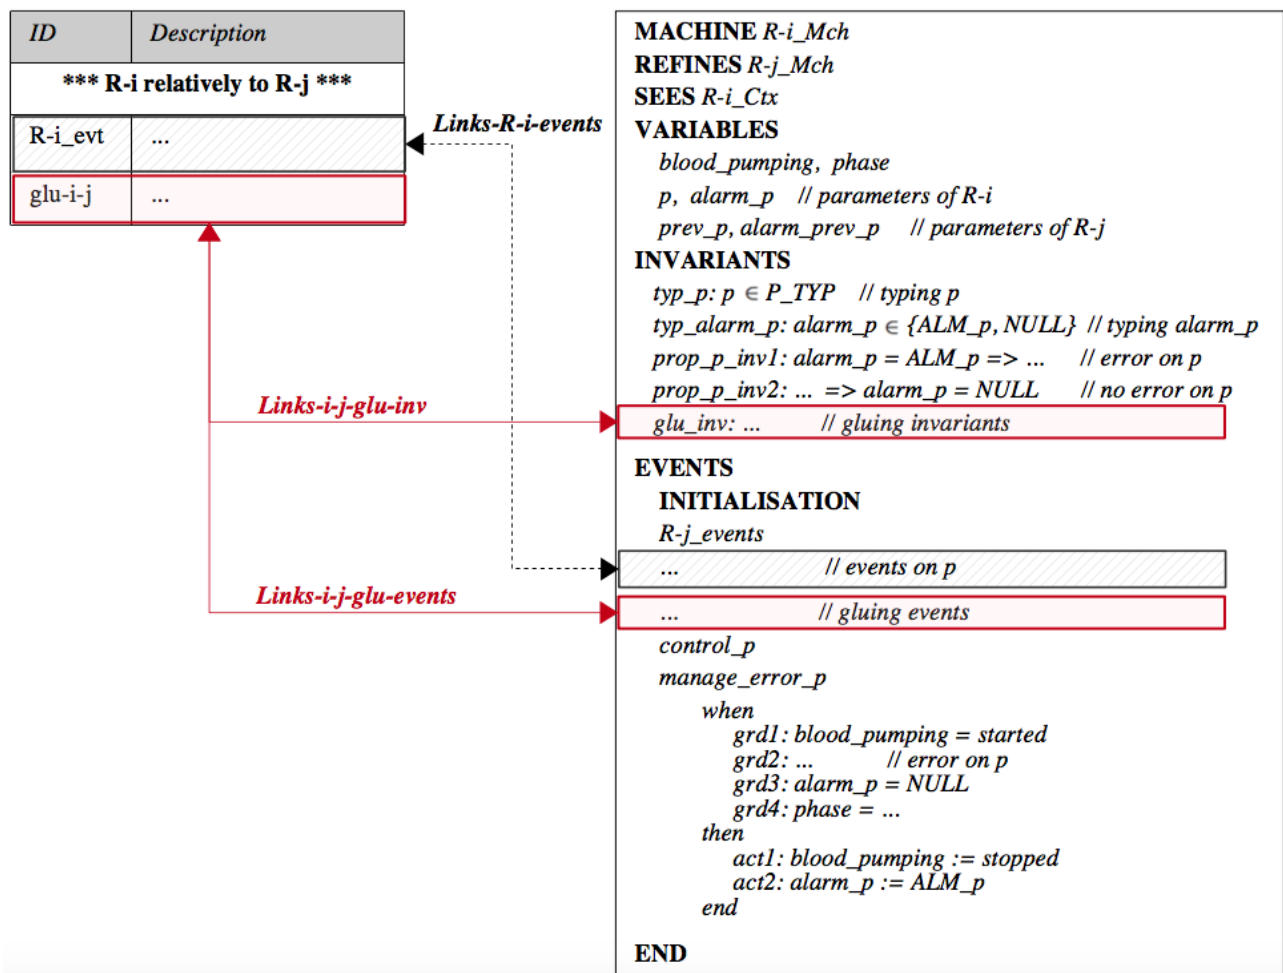 ID Description
*** R-i relatively to R-j ***
R-i_evt ...
glu-i-j ...
Links-R-i-events
Links-i-j-glu-inv
Links-i-j-glu-events
MACHINE R-i_Mch
REFINES R-j_Mch
SEES R-i_Ctx
VARIABLES
blood_pumping, phase
p, alarm_p // parameters of R-i
prev_p, alarm_prev_p // parameters of R-j
INVARIANTS
typ_p: p ∈ P_TYP // typing p
typ_alarm_p: alarm_p ∈ {ALM_p, NULL} // typing alarm_p
prop_p_inv1: alarm_p = ALM_p => ... // error on p
prop_p_inv2: ... => alarm_p = NULL // no error on p
glu_inv: ... // gluing invariants
EVENTS
INITIALISATION
R-j_events
... // events on p
... // gluing events
control_p
manage_error_p
when
grd1: blood_pumping = started
grd2: ... // error on p
grd3: alarm_p = NULL
grd4: phase = ...
then
act1: blood_pumping := stopped
act2: alarm_p := ALM_p
end
END